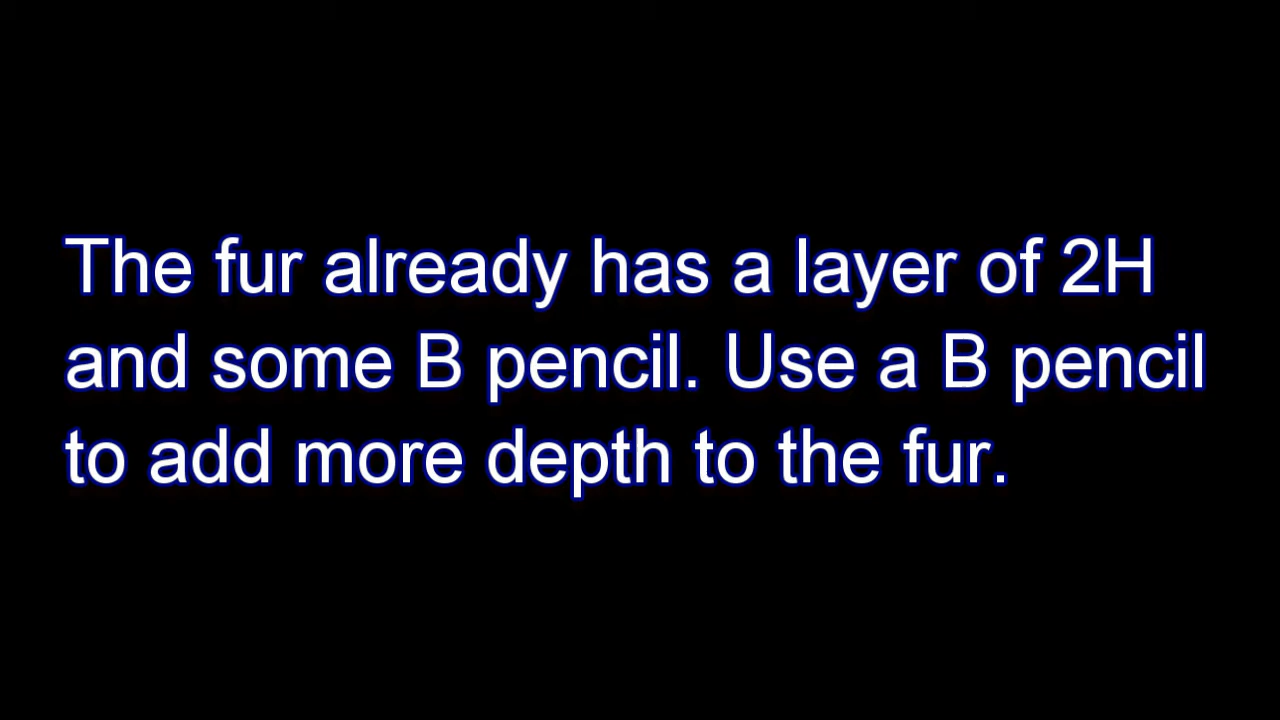 The fur already has a layer of 2H
and some B pencil. Use a B pencil
to add more depth to the fur.